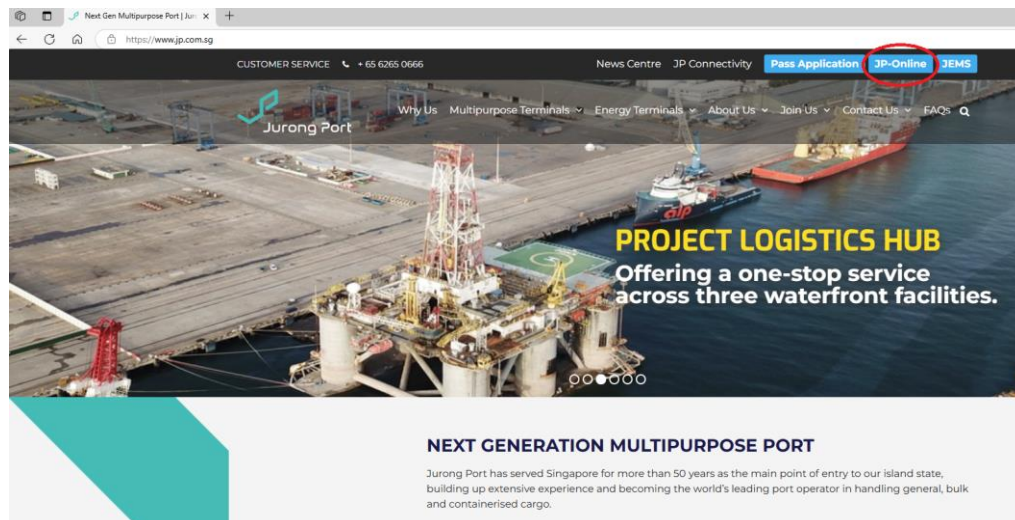 Next Gen Multipurpose Port | Jur
https://www.jp.com.sg
CUSTOMER SERVICE + 65 6265 0666 News Centre JP Connectivity Pass Application JP-Online JEMS
Jurong Port
Why Us Multipurpose Terminals Energy Terminals About Us Join Us Contact Us FAQs
alp
PROJECT LOGISTICS HUB
Offering a one-stop service
across three waterfront facilities.
NEXT GENERATION MULTIPURPOSE PORT
Jurong Port has served Singapore for more than 50 years as the main point of entry to our island state,
building up extensive experience and becoming the world's leading port operator in handling general, bulk
and containerised cargo.